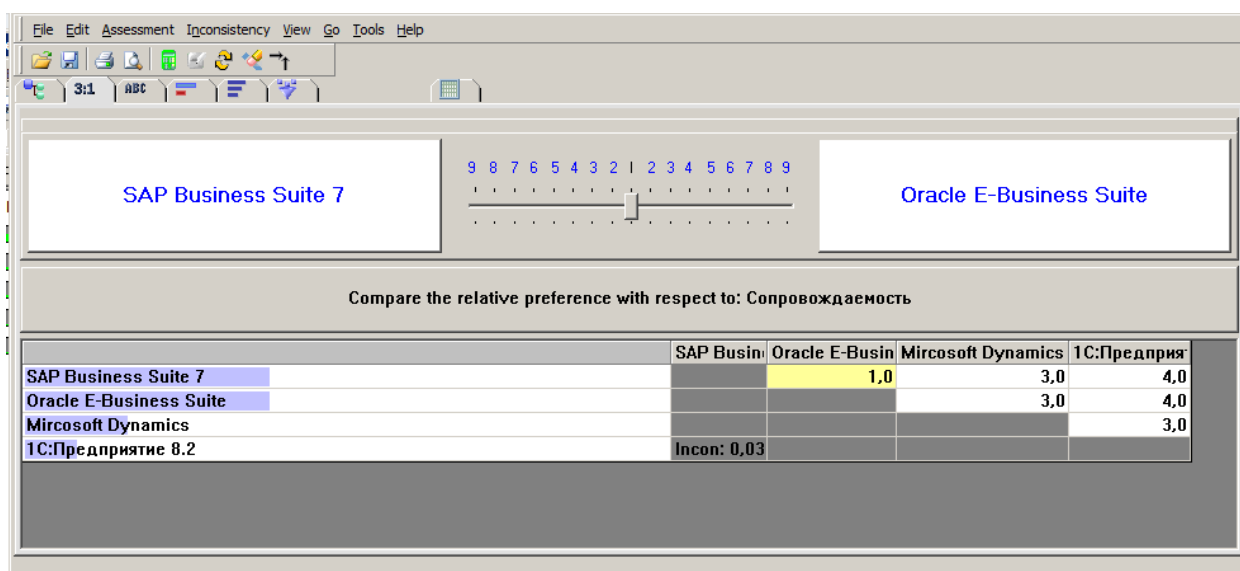 File Edit Assessment Inconsistency View Go Tools Help
3:1 ABC
9 8 7 6 5 4 3 2 1 2 3 4 5 6 7 8 9
SAP Business Suite 7
Oracle E-Business Suite
Compare the relative preference with respect to: Сопровождаемость
SAP Busin Oracle E-Busin Mircosoft Dynamics 1С:Предприя
SAP Business Suite 7 1,0 3,0 4,0
Oracle E-Business Suite 3,0 4,0
Mircosoft Dynamics 3,0
1С:Предприятие 8.2 Incon: 0,03